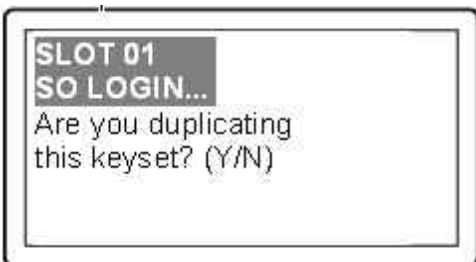 SLOT 01
SO LOGIN...
Are you duplicating
this keyset? (Y/N)